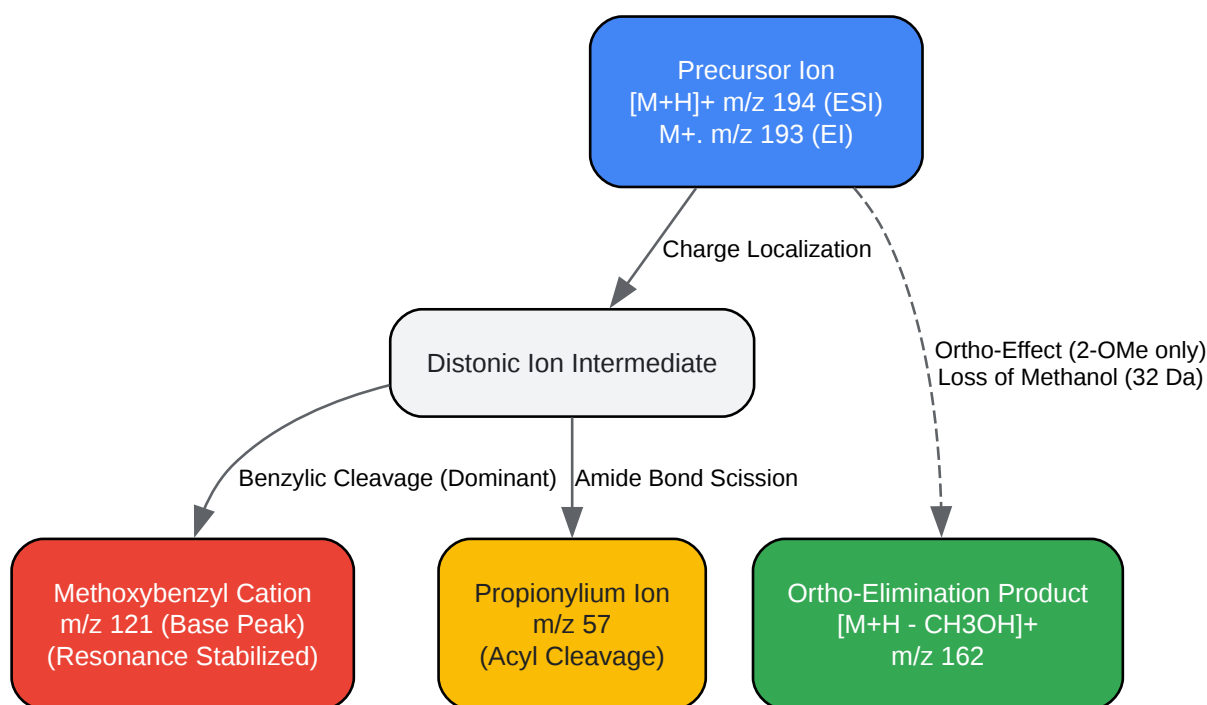 Precursor Ion
[M+H]+ m/z 194 (ESI)
M+. m/z 193 (EI)
Charge Localization
Distonic Ion Intermediate
Ortho-Effect (2-OMe only)
Loss of Methanol (32 Da)
Benzylic Cleavage (Dominant)
Amide Bond Scission
Methoxybenzyl Cation
m/z 121 (Base Peak)
(Resonance Stabilized)
Propionylium Ion
m/z 57
(Acyl Cleavage)
Ortho-Elimination Product
[M+H - CH3OH]+
m/z 162